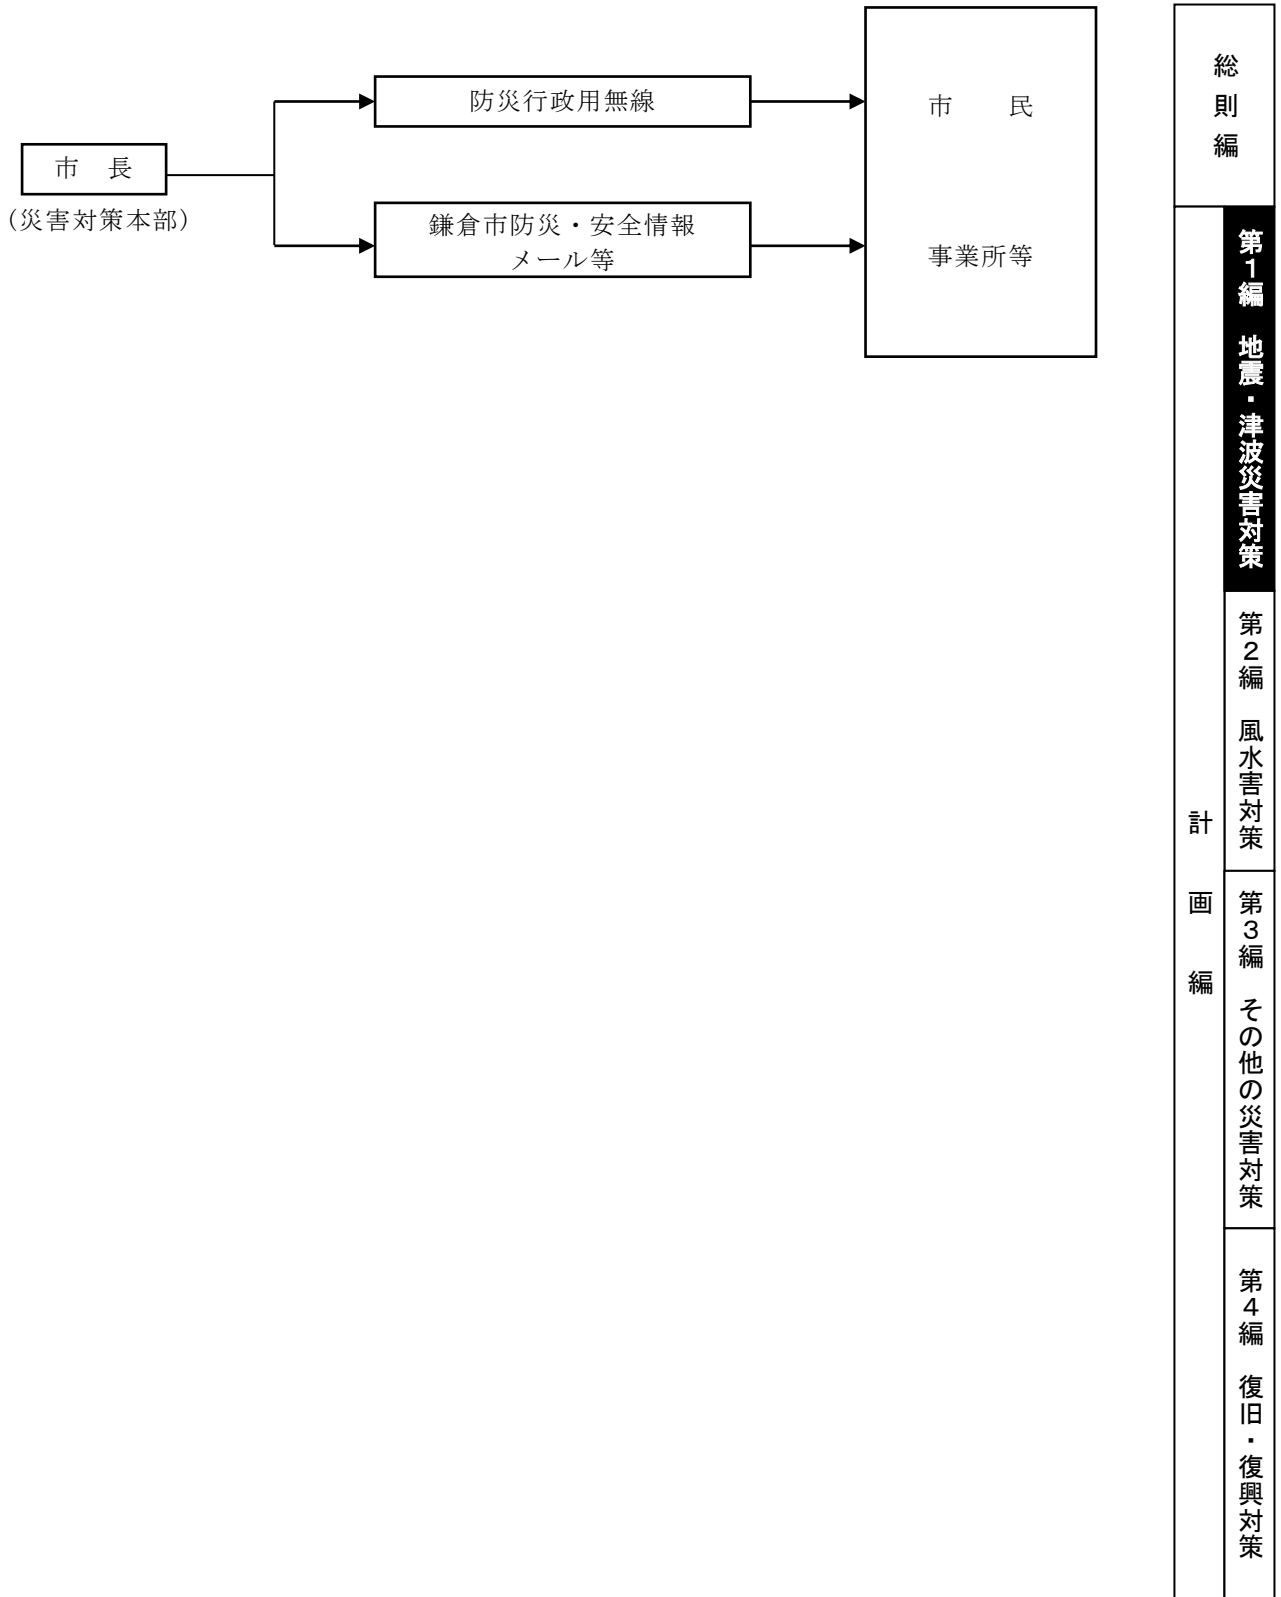 防災行政用無線
市　長
(災害対策本部)
鎌倉市防災・安全情報
メール等
市　　民
事業所等
総則編
計画編
第1編　地震・津波災害対策
第2編　風水害対策
第3編　その他の災害対策
第4編　復旧・復興対策